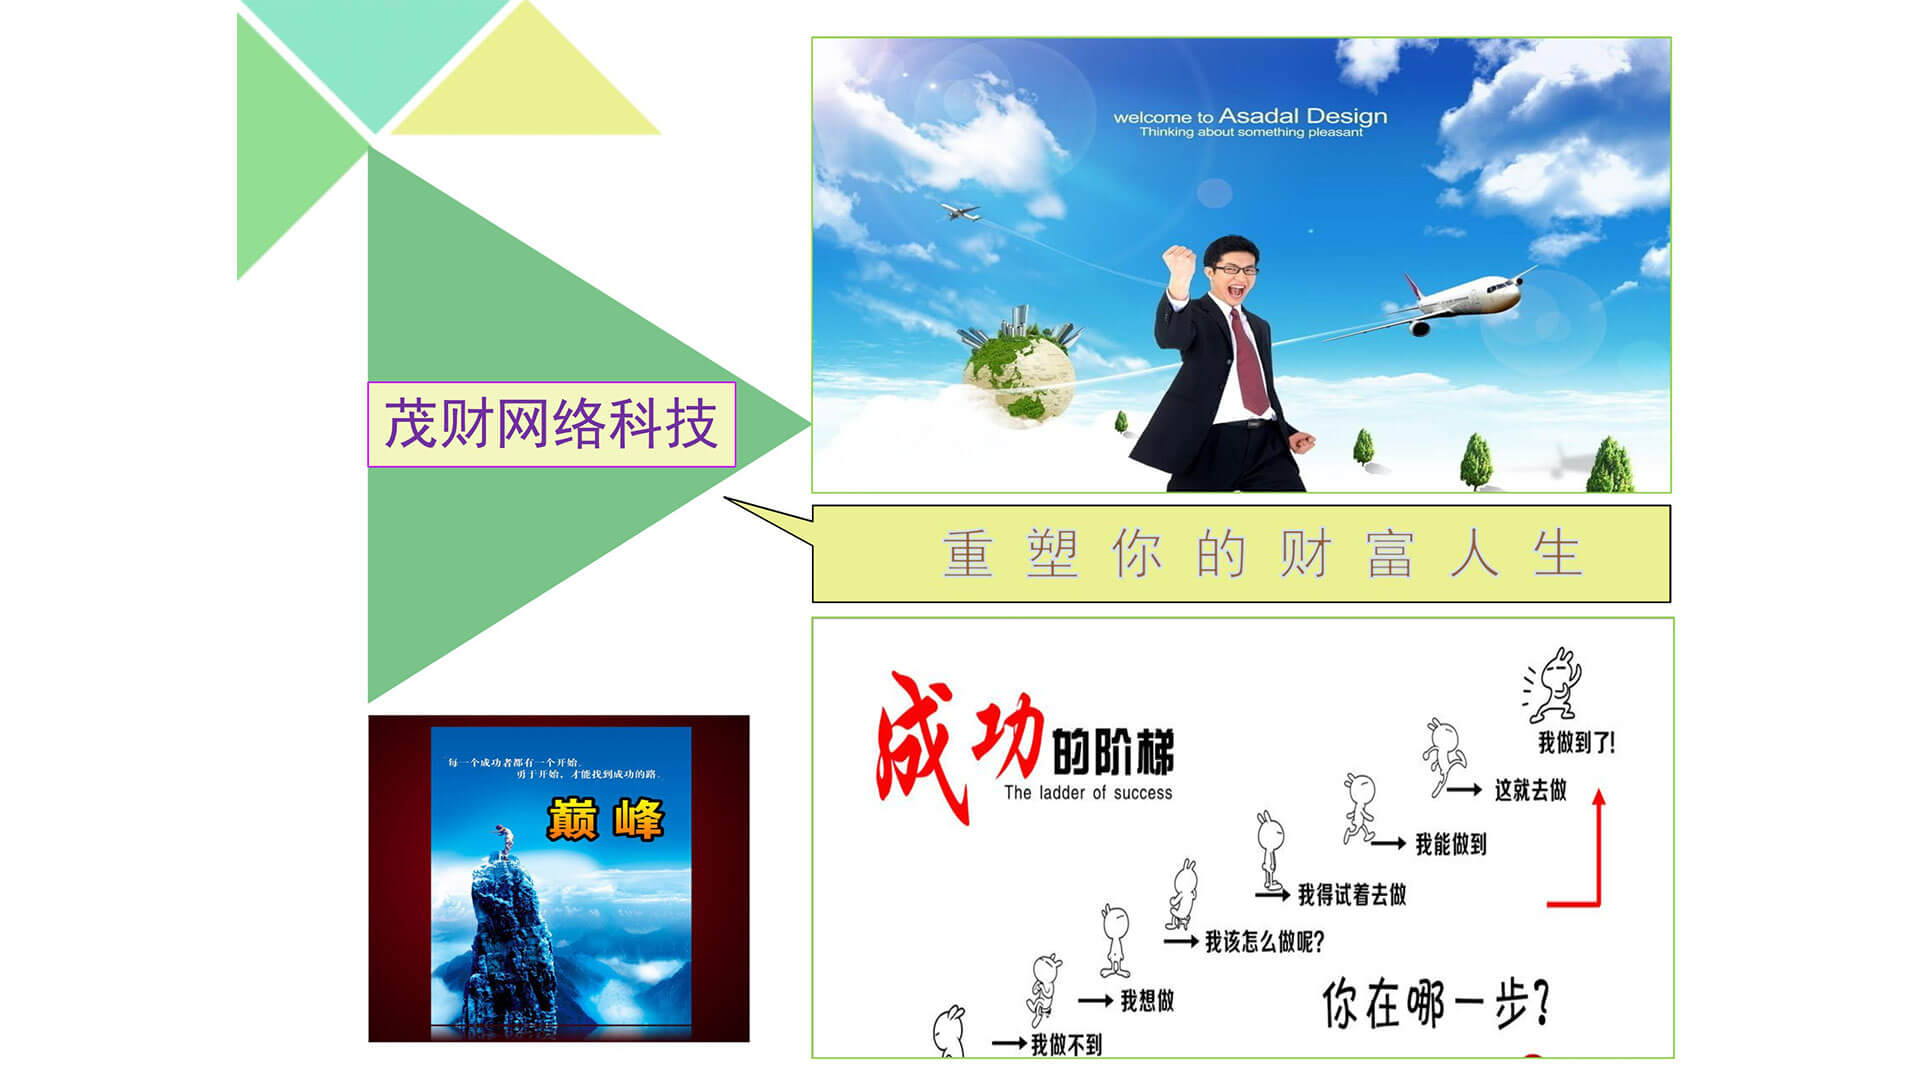 茂财网络科技
welcome to Asadal Design
Thinking about something pleasant
重塑你的财富人生
每一个成功者都有一个开始。
勇于开始，才能找到成功的路。
巅峰
成功的阶梯
The ladder of success
我做到了!
这就去做
我能做到
我得试着去做
我该怎么做呢?
我想做
我做不到
你在哪一步?